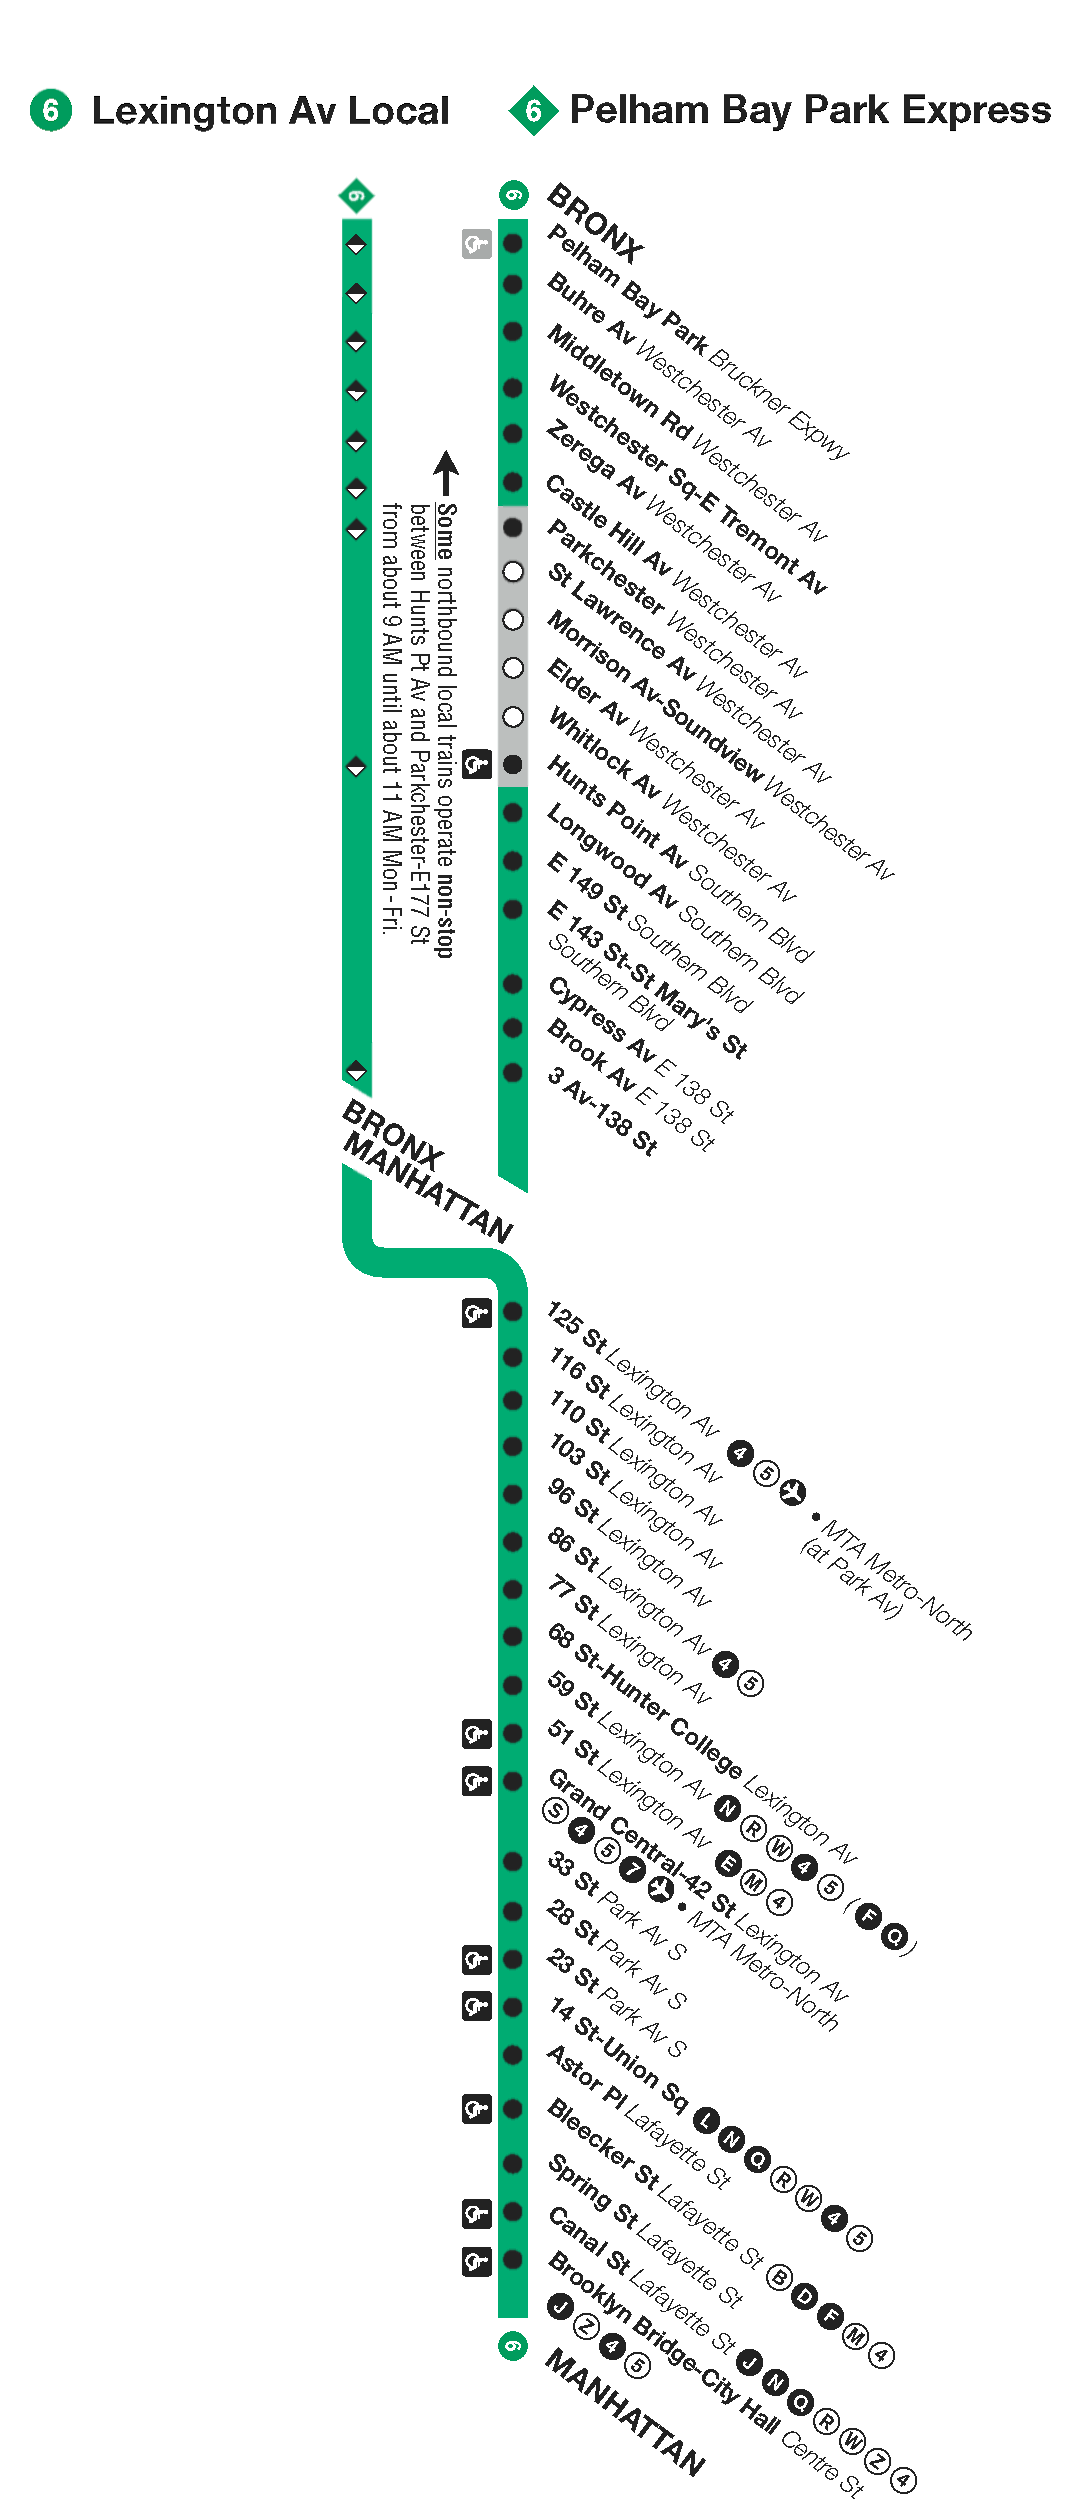 6 Lexington Av Local
6 Pelham Bay Park Express
6
6
BRONX
Pelham Bay Park Bruckner Expwy
Buhre Av Westchester Av
Middletown Rd Westchester Av
Westchester Sq-E Tremont Av
Zerega Av Westchester Av
Castle Hill Av Westchester Av
Parkchester Westchester Av
St Lawrence Av Westchester Av
Morrison Av-Soundview Westchester Av
Elder Av Westchester Av
Whitlock Av Westchester Av
Hunts Point Av Southern Blvd
Longwood Av Southern Blvd
E 149 St Southern Blvd
E 143 St-St Mary's St
Southern Blvd
Cypress Av E 138 St
Brook Av E 138 St
3 Av-138 St
Some northbound local trains operate non-stop
between Hunts Pt Av and Parkchester-E177 St
from about 9 AM until about 11 AM Mon - Fri.
BRONX
MANHATTAN
125 St Lexington Av 4 5 • MTA Metro-North
(at Park Av)
116 St Lexington Av
110 St Lexington Av
103 St Lexington Av
96 St Lexington Av
86 St Lexington Av 4 5
77 St Lexington Av
68 St-Hunter College Lexington Av
59 St Lexington Av N R W 4 5 (F Q)
51 St Lexington Av E M 4
Grand Central-42 St Lexington Av
S 4 5 7 • MTA Metro-North
33 St Park Av S
28 St Park Av S
23 St Park Av S
14 St-Union Sq L N Q R W 4 5
Astor Pl Lafayette St
Bleecker St Lafayette St B D F M 4
Spring St Lafayette St
Canal St Lafayette St J N Q R W Z 4
Brooklyn Bridge-City Hall Centre St
J Z 4 5
6
MANHATTAN